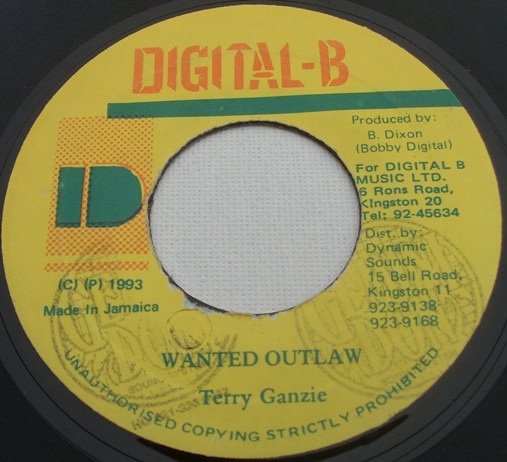 DIGITAL-B
Produced by:
B. Dixon
(Bobby Digital)
For DIGITAL B
MUSIC LTD.
6 Rons Road,
Kingston 20
Tel: 92-45634
Dist. by:
Dynamic
Sounds
15 Bell Road,
Kingston 11
923-9138-
923-9168
D
(C) (P) 1993
Made In Jamaica
WANTED OUTLAW
Terry Ganzie
UNAUTHORISED COPYING STRICTLY PROHIBITED